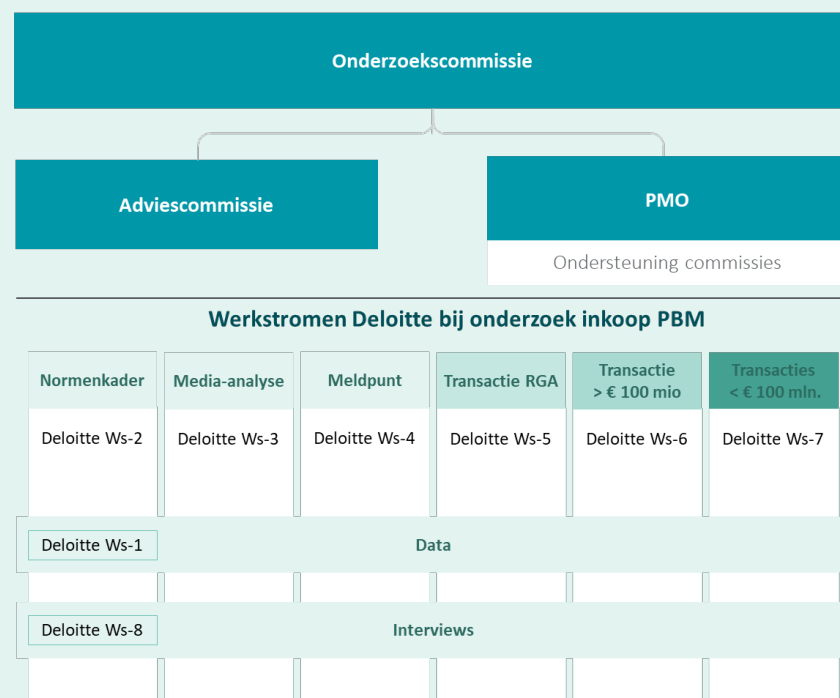 Onderzoekscommissie
Adviescommissie
PMO
Ondersteuning commissies
Werkstromen Deloitte bij onderzoek inkoop PBM
Normenkader
Media-analyse
Meldpunt
Transactie RGA
Transactie
> € 100 mio
Transacties
< € 100 mln.
Deloitte Ws-2
Deloitte Ws-3
Deloitte Ws-4
Deloitte Ws-5
Deloitte Ws-6
Deloitte Ws-7
Deloitte Ws-1
Data
Deloitte Ws-8
Interviews